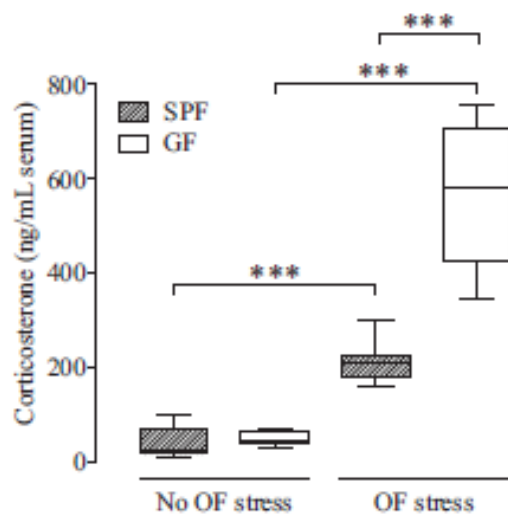 ***
***
800
SPF
GF
600
400
***
200
0
Corticosterone (ng/mL serum)
No OF stress
OF stress